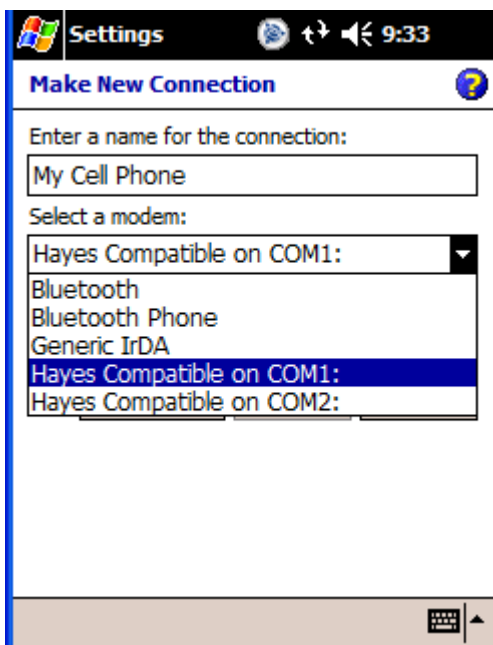 Settings 9:33
Make New Connection ?
Enter a name for the connection:
My Cell Phone
Select a modem:
Hayes Compatible on COM1:
Bluetooth
Bluetooth Phone
Generic IrDA
Hayes Compatible on COM1:
Hayes Compatible on COM2: